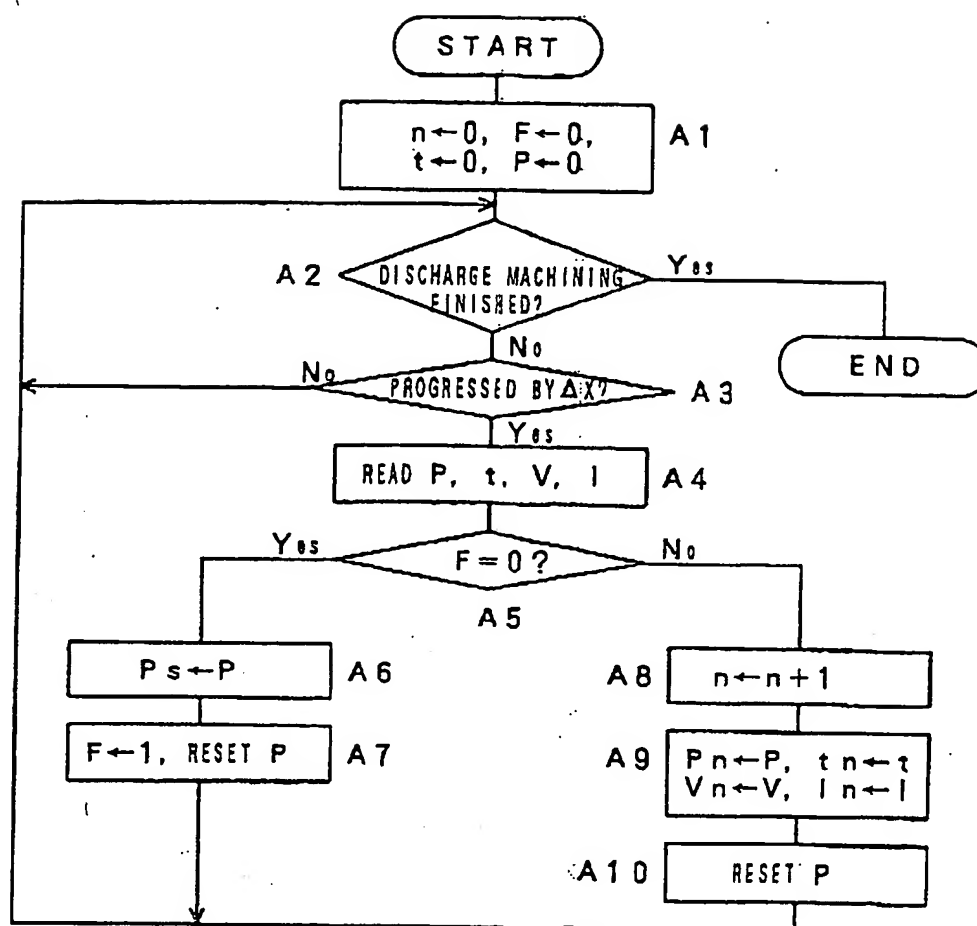 START
n←0, F←0,
t←0, P←0
A1
A2
DISCHARGE MACHINING
FINISHED?
Yes
END
No
No
PROGRESSED BY ΔX?
A3
Yes
READ P, t, V, I
A4
Yes
F=0?
No
A5
Ps←P
A6
A8
n←n+1
F←1, RESET P
A7
A9
Pn←P, tn←t
Vn←V, In←I
A10
RESET P